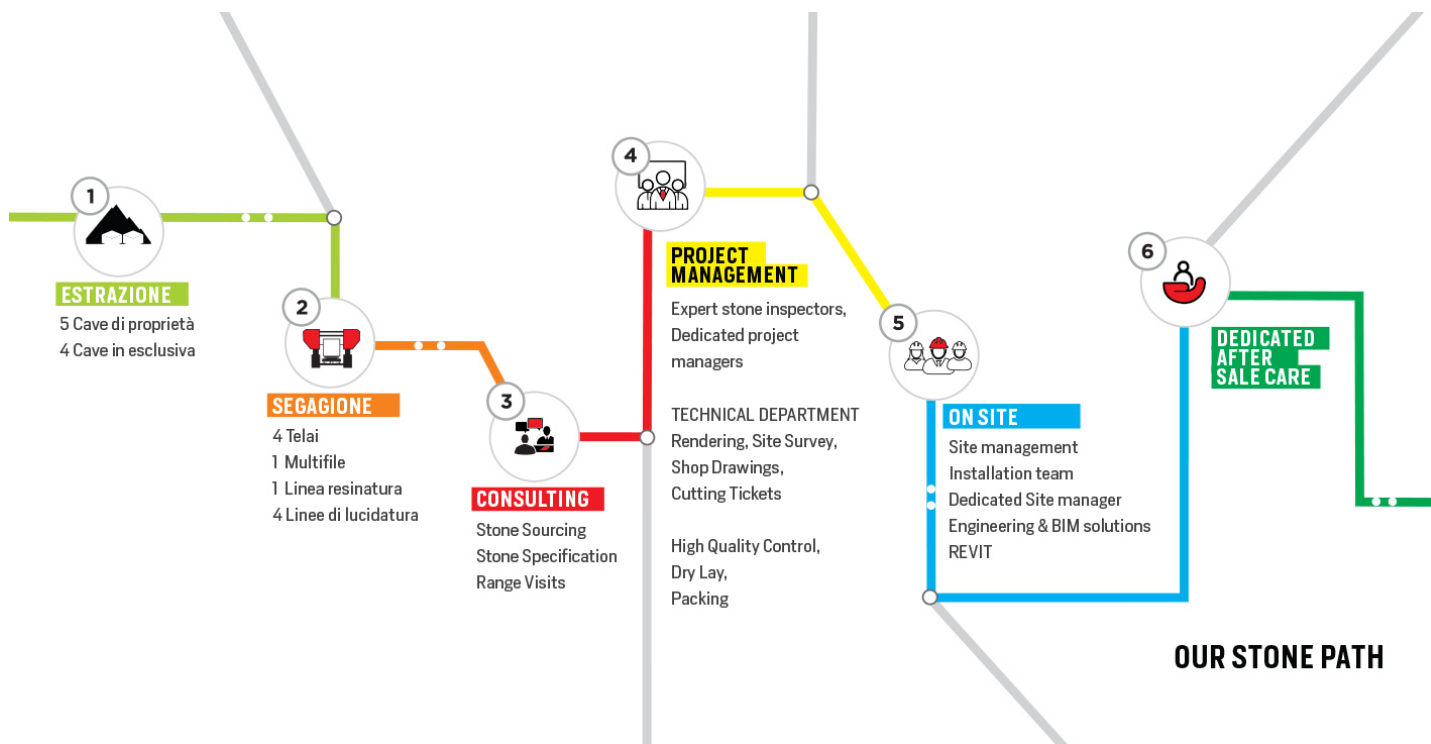 1
ESTRAZIONE
5 Cave di proprietà
4 Cave in esclusiva
2
SEGAGIONE
4 Telai
1 Multifile
1 Linea resinatura
4 Linee di lucidatura
3
CONSULTING
Stone Sourcing
Stone Specification
Range Visits
4
PROJECT
MANAGEMENT
Expert stone inspectors,
Dedicated project
managers
TECHNICAL DEPARTMENT
Rendering, Site Survey,
Shop Drawings,
Cutting Tickets
High Quality Control,
Dry Lay,
Packing
5
ON SITE
Site management
Installation team
Dedicated Site manager
Engineering & BIM solutions
REVIT
6
DEDICATED
AFTER
SALE CARE
OUR STONE PATH